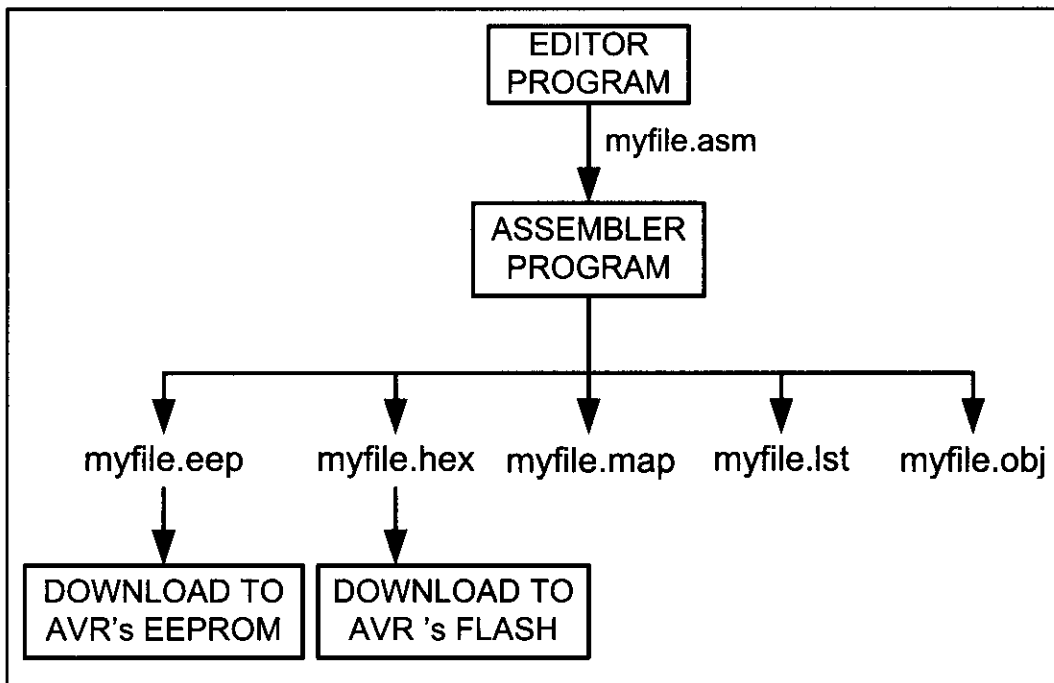 EDITOR
PROGRAM
myfile.asm
ASSEMBLER
PROGRAM
myfile.eep
myfile.hex
myfile.map
myfile.lst
myfile.obj
DOWNLOAD TO
AVR's EEPROM
DOWNLOAD TO
AVR 's FLASH